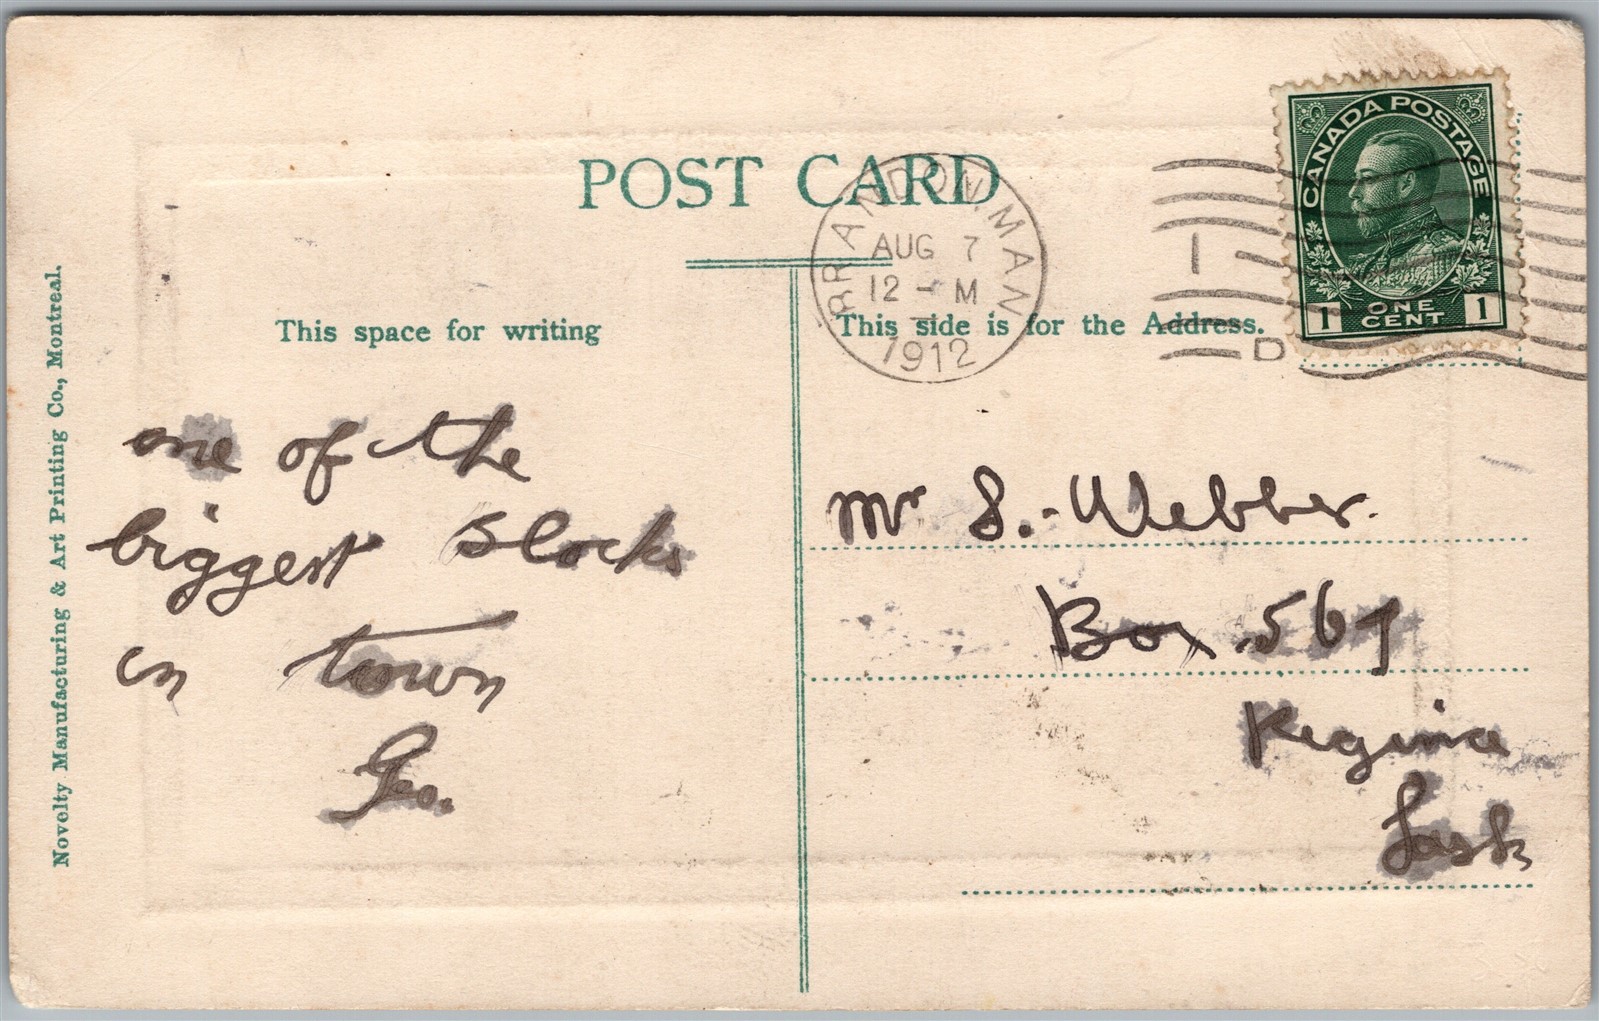 POST CARD
CANADA POSTAGE
1 ONE CENT 1
BRANDON, MAN
AUG 7
12 - M
1912
1
D
This space for writing
This side is for the Address.
one of the
biggest Blocks
in town
Geo.
Mr S. Webber.
Box 567
Regina
Sask
Novelty Manufacturing & Art Printing Co., Montreal.